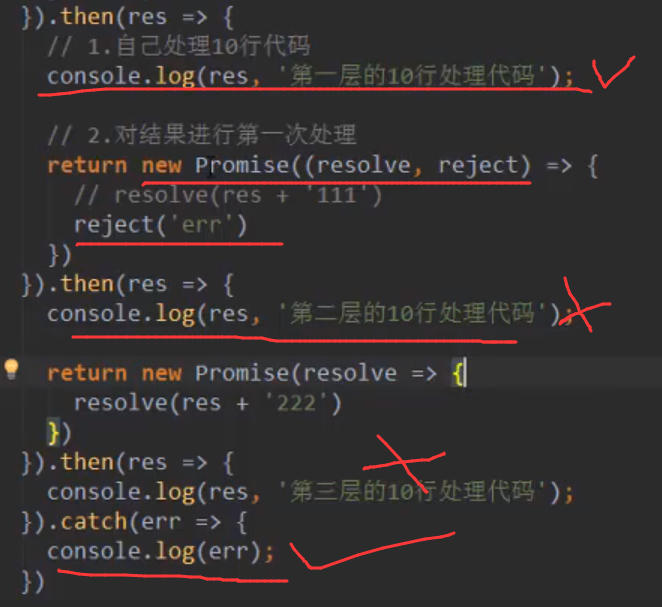 }).then(res => {
// 1.自己处理10行代码
console.log(res, '第一层的10行处理代码');
// 2.对结果进行第一次处理
return new Promise((resolve, reject) => {
// resolve(res + '111')
reject('err')
})
}).then(res => {
console.log(res, '第二层的10行处理代码');
return new Promise(resolve => {
resolve(res + '222')
})
}).then(res => {
console.log(res, '第三层的10行处理代码');
}).catch(err => {
console.log(err);
})